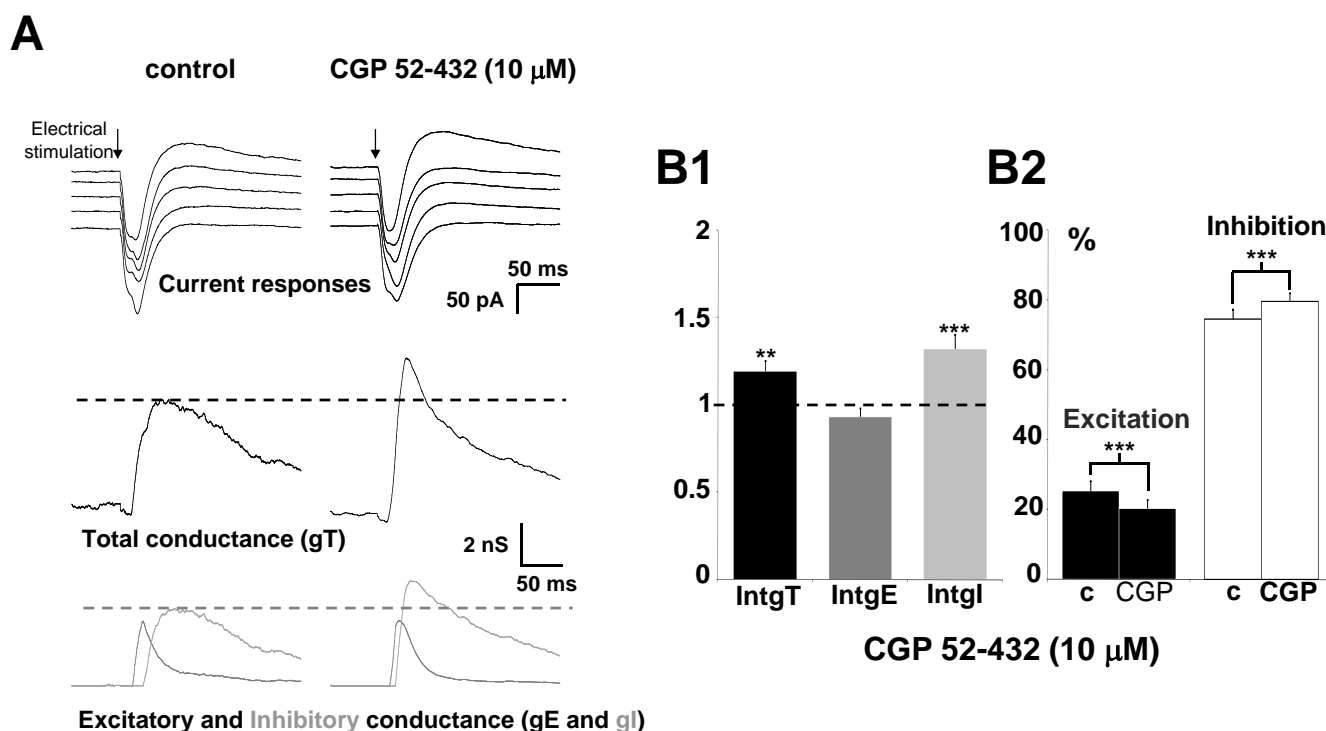 A
control
CGP 52-432 (10 μM)
Electrical
stimulation
Current responses
50 ms
50 pA
Total conductance (gT)
2 nS
50 ms
Excitatory and Inhibitory conductance (gE and gI)
B1
2
1.5
1
0.5
0
**
***
IntgT
IntgE
IntgI
B2
100
80
60
40
20
0
%
Excitation
***
Inhibition
***
c
CGP
c
CGP
CGP 52-432 (10 μM)